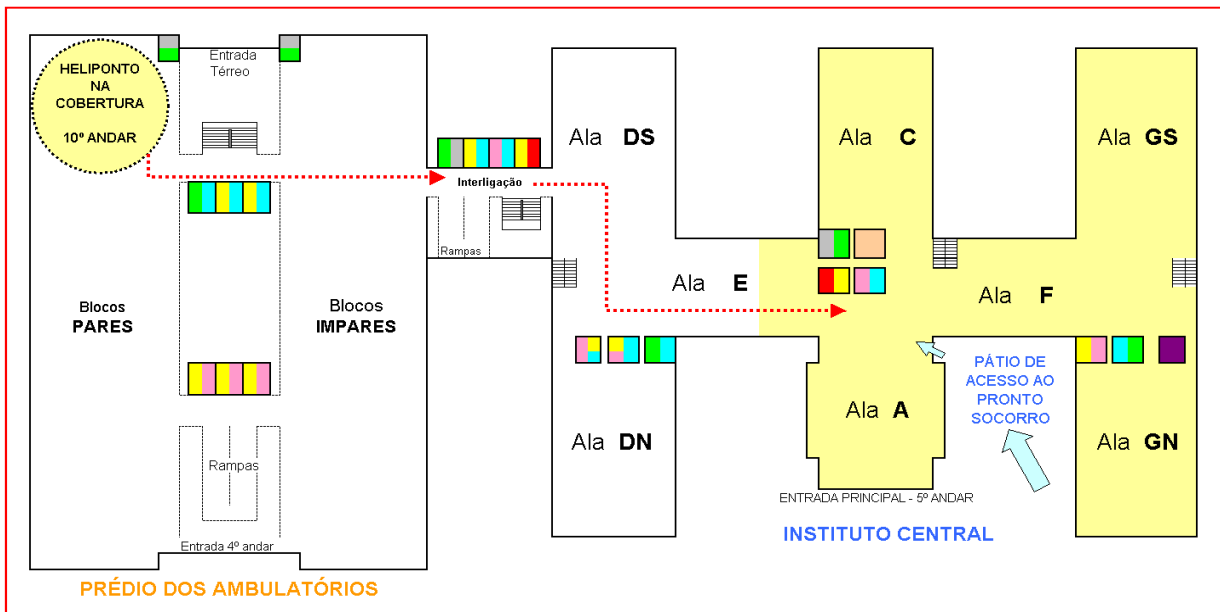 HELIPONTO
NA
COBERTURA
10º ANDAR
Entrada
Térreo
Interligação
Rampas
Blocos
PARES
Blocos
IMPARES
Rampas
Entrada 4º andar
PRÉDIO DOS AMBULATÓRIOS
Ala DS
Ala C
Ala GS
Ala E
Ala F
Ala DN
Ala A
Ala GN
PÁTIO DE
ACESSO AO
PRONTO
SOCORRO
ENTRADA PRINCIPAL - 5º ANDAR
INSTITUTO CENTRAL